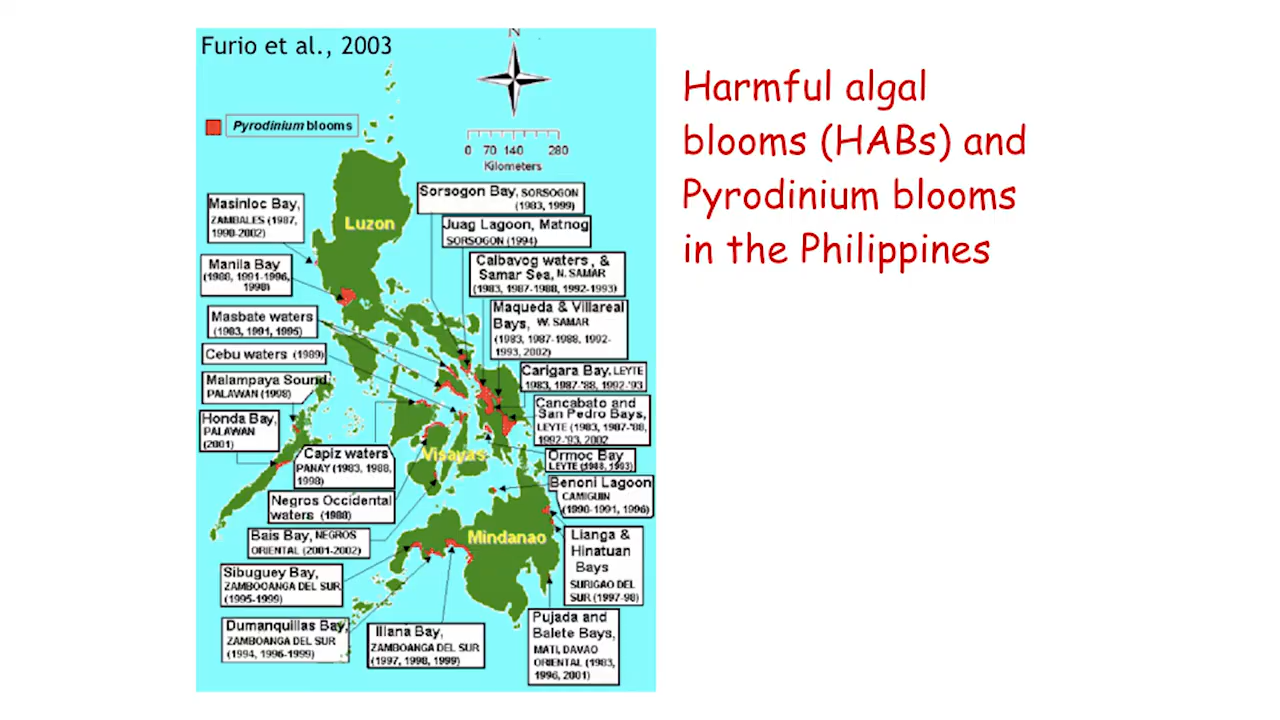 Furio et al., 2003
N
Pyrodinium blooms
0 70 140 280
Kilometers
Harmful algal
blooms (HABs) and
Pyrodinium blooms
in the Philippines
Luzon
Visayas
Mindanao
Masinloc Bay,
ZAMBALES (1987,
1990-2002)
Manila Bay
(1988, 1991-1996,
1998)
Masbate waters
(1983, 1991, 1995)
Cebu waters (1989)
Malampaya Sound,
PALAWAN (1998)
Honda Bay,
PALAWAN
(2001)
Capiz waters
PANAY (1983, 1988,
1998)
Negros Occidental
waters (1988)
Bais Bay, NEGROS
ORIENTAL (2001-2002)
Sibuguey Bay,
ZAMBOOANGA DEL SUR
(1995-1999)
Dumanquillas Bay,
ZAMBOANGA DEL SUR
(1994, 1996-1999)
Illana Bay,
ZAMBOANGA DEL SUR
(1997, 1998, 1999)
Sorsogon Bay, SORSOGON
(1983, 1999)
Juag Lagoon, Matnog
SORSOGON (1994)
Calbavog waters, &
Samar Sea, N. SAMAR
(1983, 1987-1988, 1992-1993)
Maqueda & Villareal
Bays, W. SAMAR
(1983, 1987-1988, 1992-
1993, 2002)
Carigara Bay, LEYTE
1983, 1987-'88, 1992-'93
Cancabato and
San Pedro Bays,
LEYTE (1983, 1987-'88,
1992-'93, 2002
Ormoc Bay
LEYTE (1988, 1993)
Benoni Lagoon
CAMIGUIN
(1990-1991, 1996)
Lianga &
Hinatuan
Bays
SURIGAO DEL
SUR (1997-98)
Pujada and
Balete Bays,
MATI, DAVAO
ORIENTAL (1983,
1996, 2001)